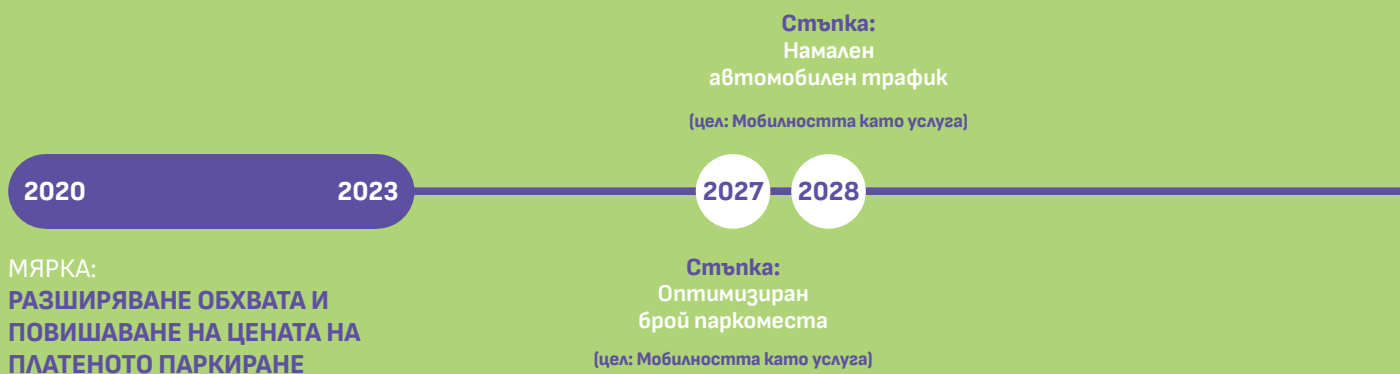 Стъпка:
Намален
автомобилен трафик
(цел: Мобилността като услуга)
2020
2023
2027
2028
МЯРКА:
РАЗШИРЯВАНЕ ОБХВАТА И
ПОВИШАВАНЕ НА ЦЕНАТА НА
ПЛАТЕНОТО ПАРКИРАНЕ
Стъпка:
Оптимизиран
брой паркоместа
(цел: Мобилността като услуга)